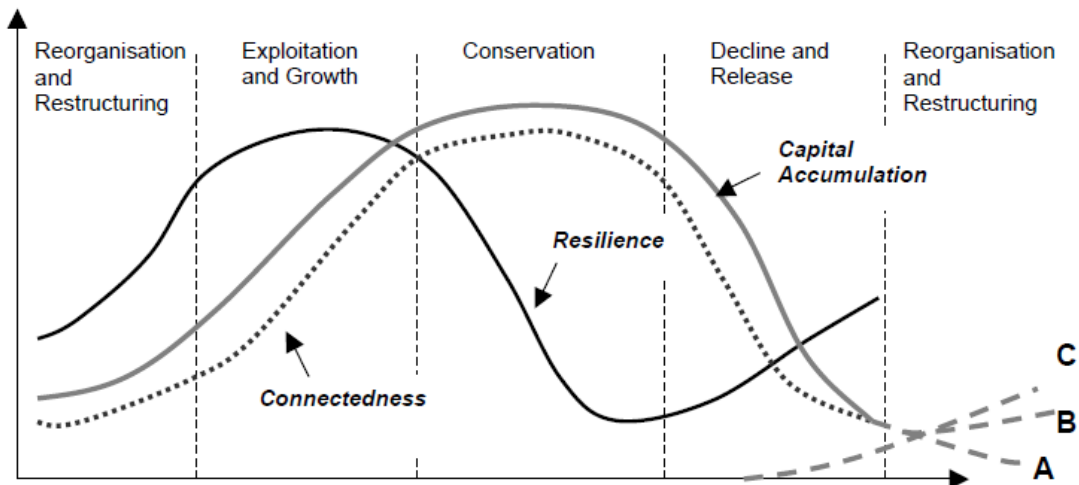 Reorganisation
and
Restructuring
Exploitation
and Growth
Conservation
Decline and
Release
Reorganisation
and
Restructuring
Capital
Accumulation
Resilience
Connectedness
C
B
A